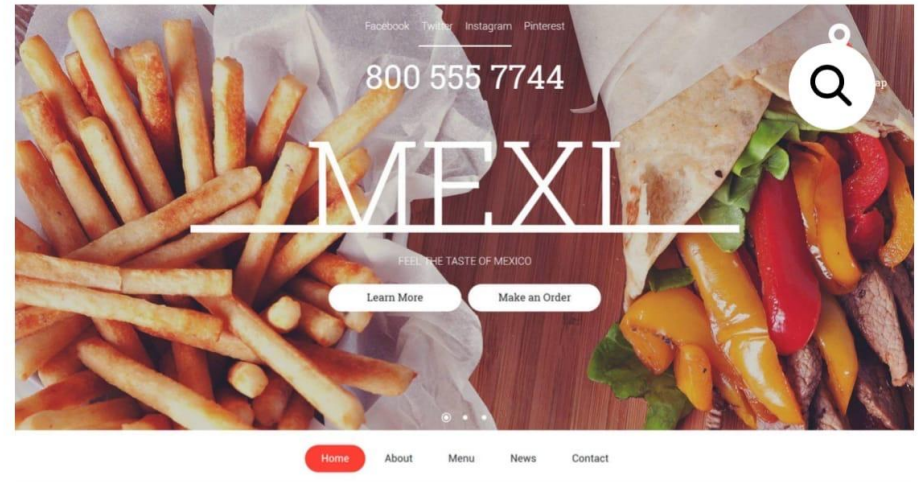 Facebook Twitter Instagram Pinterest
800 555 7744
MEXI
FEEL THE TASTE OF MEXICO
Learn More Make an Order
Home About Menu News Contact